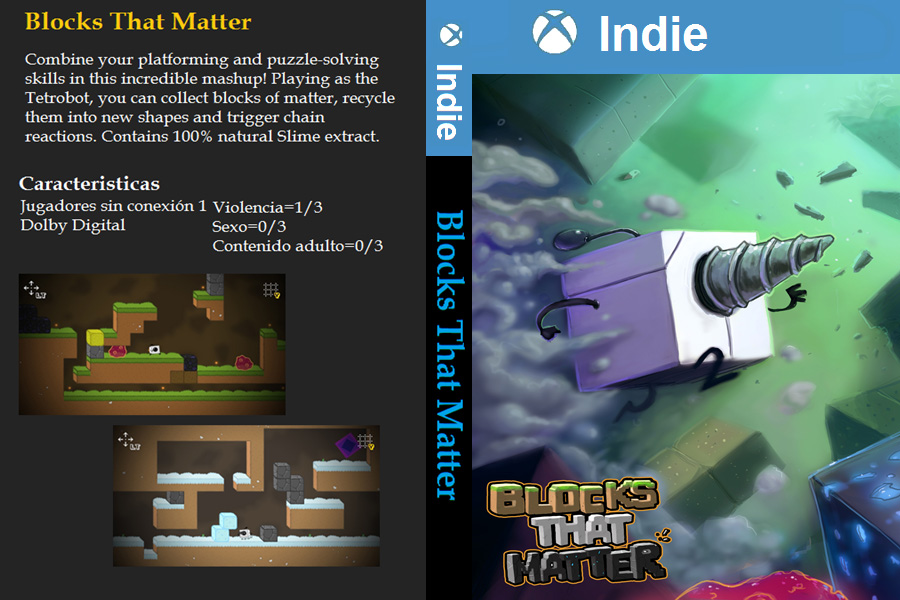 Blocks That Matter
Combine your platforming and puzzle-solving
skills in this incredible mashup! Playing as the
Tetrobot, you can collect blocks of matter, recycle
them into new shapes and trigger chain
reactions. Contains 100% natural Slime extract.
Caracteristicas
Jugadores sin conexión 1
Dolby Digital
Violencia=1/3
Sexo=0/3
Contenido adulto=0/3
LT
LT
Indie
Blocks That Matter
Indie
BLOCKS
THAT
MATTER